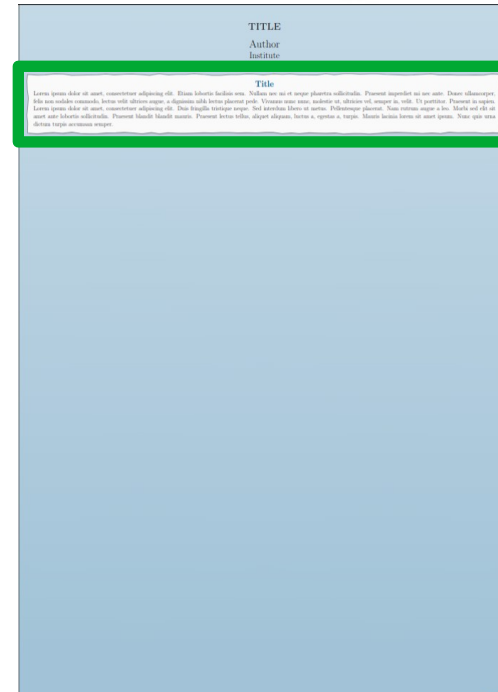 TITLE
Author
Institute
Title
Lorem ipsum dolor sit amet, consectetuer adipiscing elit. Etiam lobortis facilisis sem. Nullam nec mi et neque pharetra sollicitudin. Praesent imperdiet mi nec ante. Donec ullamcorper,
felis non sodales commodo, lectus velit ultrices augue, a dignissim nibh lectus placerat pede. Vivamus nunc nunc, molestie ut, ultricies vel, semper in, velit. Ut porttitor. Praesent in sapien.
Lorem ipsum dolor sit amet, consectetuer adipiscing elit. Duis fringilla tristique neque. Sed interdum libero ut metus. Pellentesque placerat. Nam rutrum augue a leo. Morbi sed elit sit
amet ante lobortis sollicitudin. Praesent blandit blandit mauris. Praesent lectus tellus, aliquet aliquam, luctus a, egestas a, turpis. Mauris lacinia lorem sit amet ipsum. Nunc quis urna
dictum turpis accumsan semper.